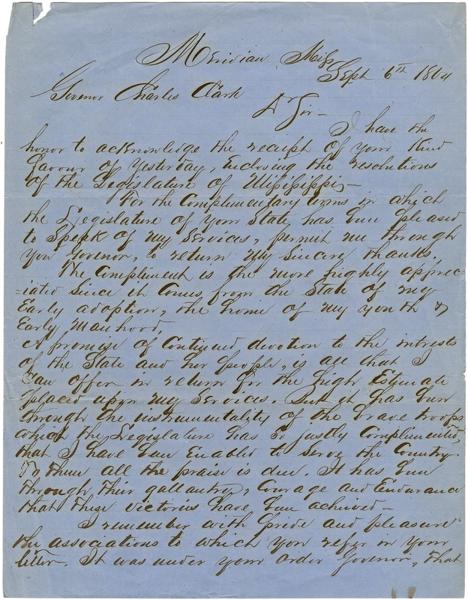 Meridian Miss
Sept 6th 1864
Govenor Charles Clark
Dr Sir —
I have the
honor to acknowledge the receipt of your kind
favour of yesterday, enclosing the resolutions
of the Legislature of Mississippi —
For the complimentary terms in which
the Legislature of your State has been pleased
to speak of my services, permit me through
you Govenor, to return my sincere thanks.
The compliment is the more highly apprec
=iated since it comes from the State of my
early adoption, the home of my youth &
early manhood.
A promise of continued devotion to the interests
of the State and her people, is all that I
can offer in return for the high estimate
placed upon my services. But it has been
through the instrumentality of the brave troops
which the Legislature has so justly complimented,
that I have been enabled to serve the country.
To them all the praise is due. It has been
through their gallantry, courage and endurance
that these victories have been achieved —
I remember with pride and pleasure
the associations to which you refer in your
letter. It was under your order Govenor, that